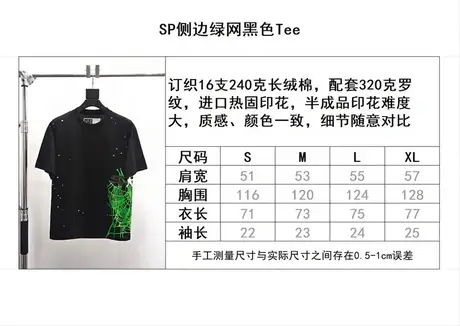 SP侧边绿网黑色Tee
订织16支240克长绒棉，配套320克罗
纹，进口热固印花，半成品印花难度
大，质感、颜色一致，细节随意对比
尺码 S M L XL
肩宽 51 53 55 57
胸围 116 120 124 128
衣长 71 73 75 77
袖长 22 23 24 25
手工测量尺寸与实际尺寸之间存在0.5-1cm误差